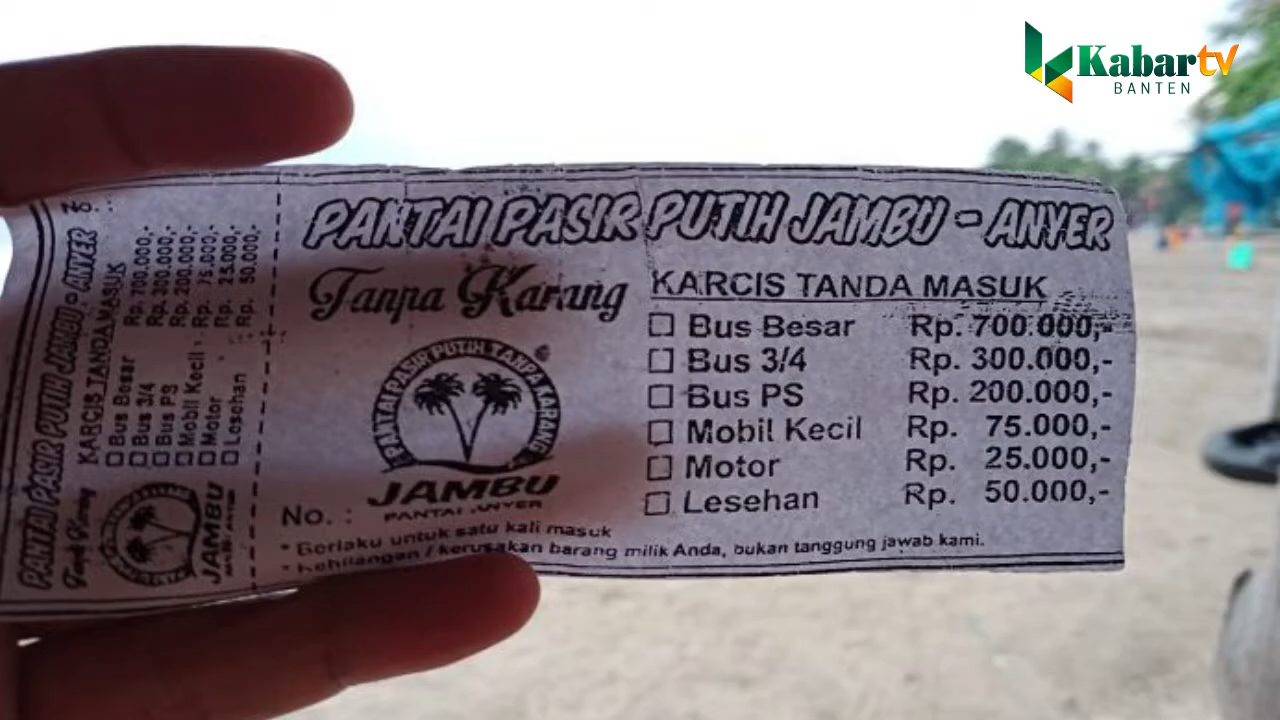 Kabartv
BANTEN
PANTAI PASIR PUTIH JAMBU - ANYER
Tanpa Karang
KARCIS TANDA MASUK
Bus Besar Rp. 700.000,-
Bus 3/4 Rp. 300.000,-
Bus PS Rp. 200.000,-
Mobil Kecil Rp. 75.000,-
Motor Rp. 25.000,-
Lesehan Rp. 50.000,-
PANTAI PASIR PUTIH TANPA KARANG
JAMBU
PANTAI ANYER
No. :
* Berlaku untuk satu kali masuk
* kehilangan / kerusakan barang milik Anda, bukan tanggung jawab kami.
No. :
PANTAI PASIR PUTIH JAMBU - ANYER
Tanpa Karang
KARCIS TANDA MASUK
Bus Besar Rp. 700.000,-
Bus 3/4 Rp. 300.000,-
Bus PS Rp. 200.000,-
Mobil Kecil Rp. 75.000,-
Motor Rp. 25.000,-
Lesehan Rp. 50.000,-
JAMBU